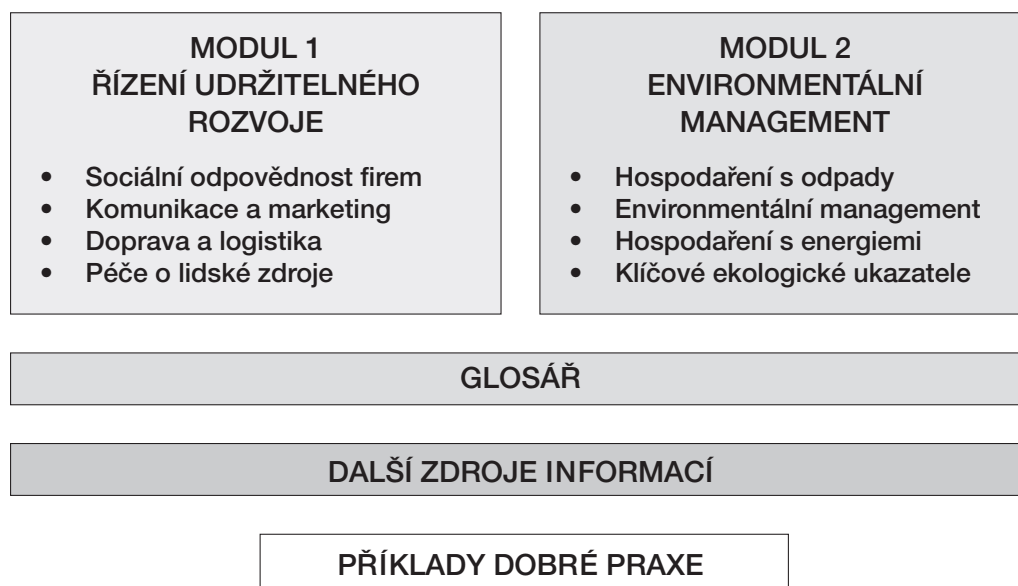 MODUL 1
ŘÍZENÍ UDRŽITELNÉHO
ROZVOJE
• Sociální odpovědnost firem
• Komunikace a marketing
• Doprava a logistika
• Péče o lidské zdroje
MODUL 2
ENVIRONMENTÁLNÍ
MANAGEMENT
• Hospodaření s odpady
• Environmentální management
• Hospodaření s energiemi
• Klíčové ekologické ukazatele
GLOSÁŘ
DALŠÍ ZDROJE INFORMACÍ
PŘÍKLADY DOBRÉ PRAXE